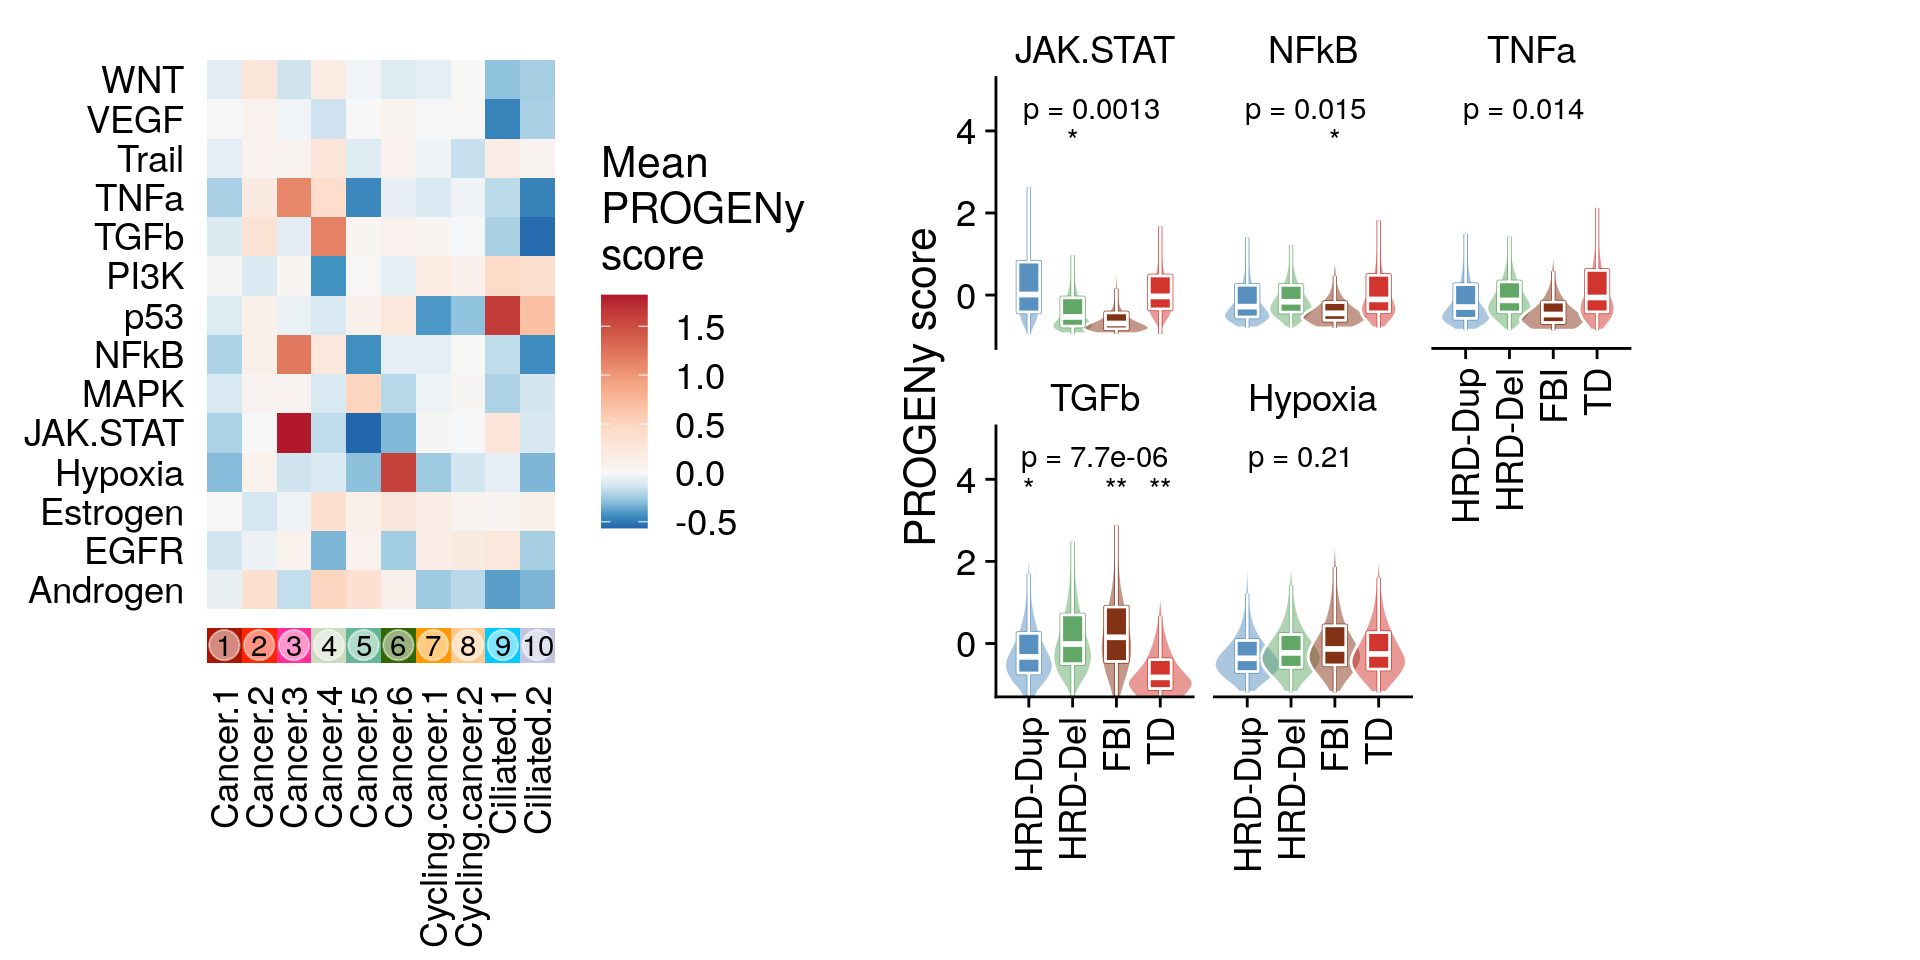 WNT
VEGF
Trail
TNFa
TGFb
PI3K
p53
NFkB
MAPK
JAK.STAT
Hypoxia
Estrogen
EGFR
Androgen
1 2 3 4 5 6 7 8 9 10
Cancer.1
Cancer.2
Cancer.3
Cancer.4
Cancer.5
Cancer.6
Cycling.cancer.1
Cycling.cancer.2
Ciliated.1
Ciliated.2
Mean
PROGENy
score
1.5
1.0
0.5
0.0
-0.5
PROGENy score
JAK.STAT NFkB TNFa
p = 0.0013 p = 0.015 p = 0.014
* *
4
2
0
HRD-Dup
HRD-Del
FBI
TD
TGFb Hypoxia
p = 7.7e-06 p = 0.21
* ** **
4
2
0
HRD-Dup
HRD-Del
FBI
TD
HRD-Dup
HRD-Del
FBI
TD